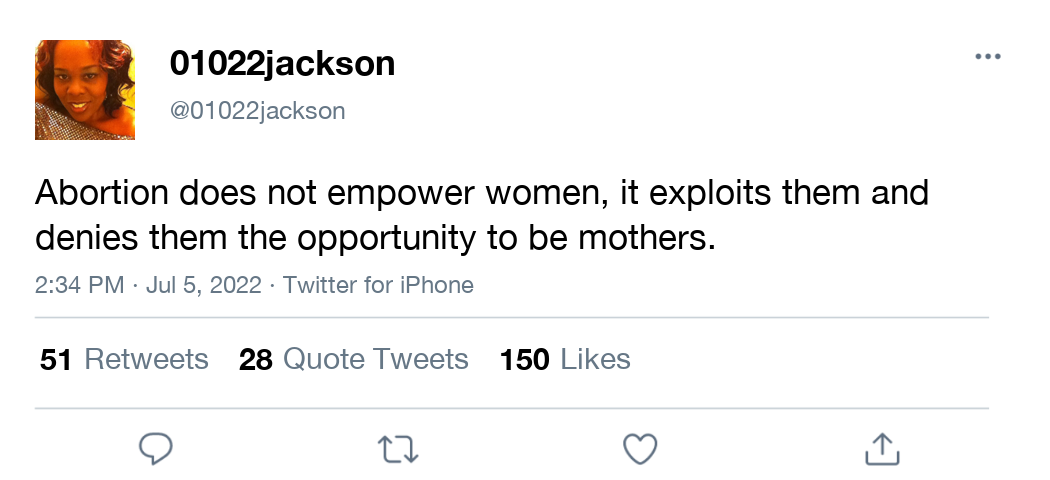 01022jackson
@01022jackson
Abortion does not empower women, it exploits them and
denies them the opportunity to be mothers.
2:34 PM · Jul 5, 2022 · Twitter for iPhone
51 Retweets 28 Quote Tweets 150 Likes